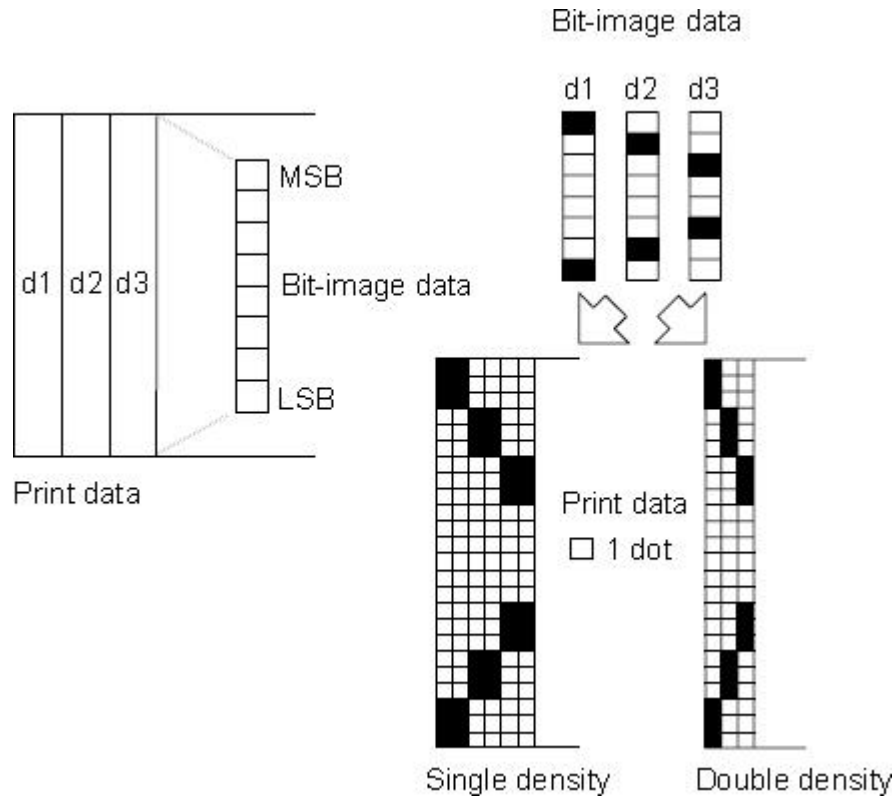 Bit-image data
d1 d2 d3
MSB
d1 d2 d3
Bit-image data
LSB
Print data
Print data
1 dot
Single density
Double density